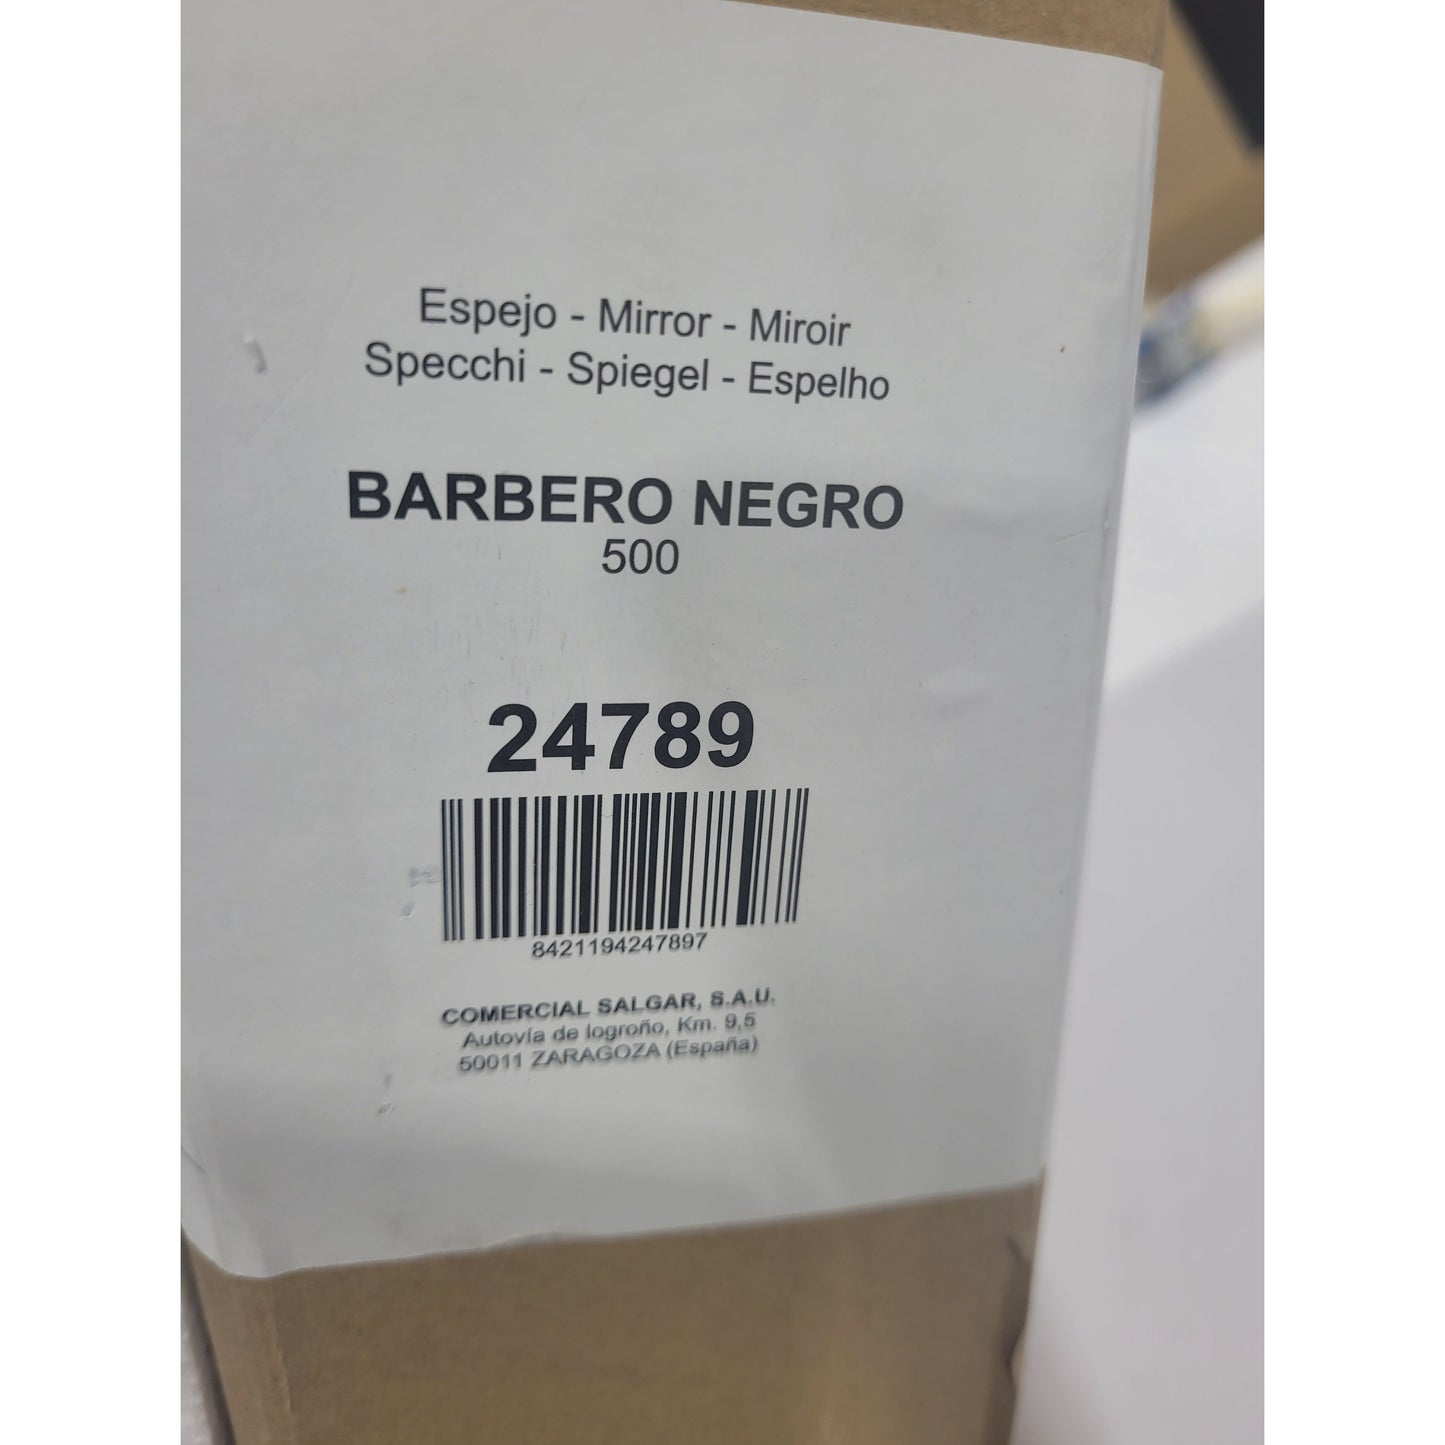 Espejo - Mirror - Miroir
Specchi - Spiegel - Espelho
BARBERO NEGRO
500
24789
8421194247897
COMERCIAL SALGAR, S.A.U.
Autovía de logroño, Km. 9,5
50011 ZARAGOZA (España)